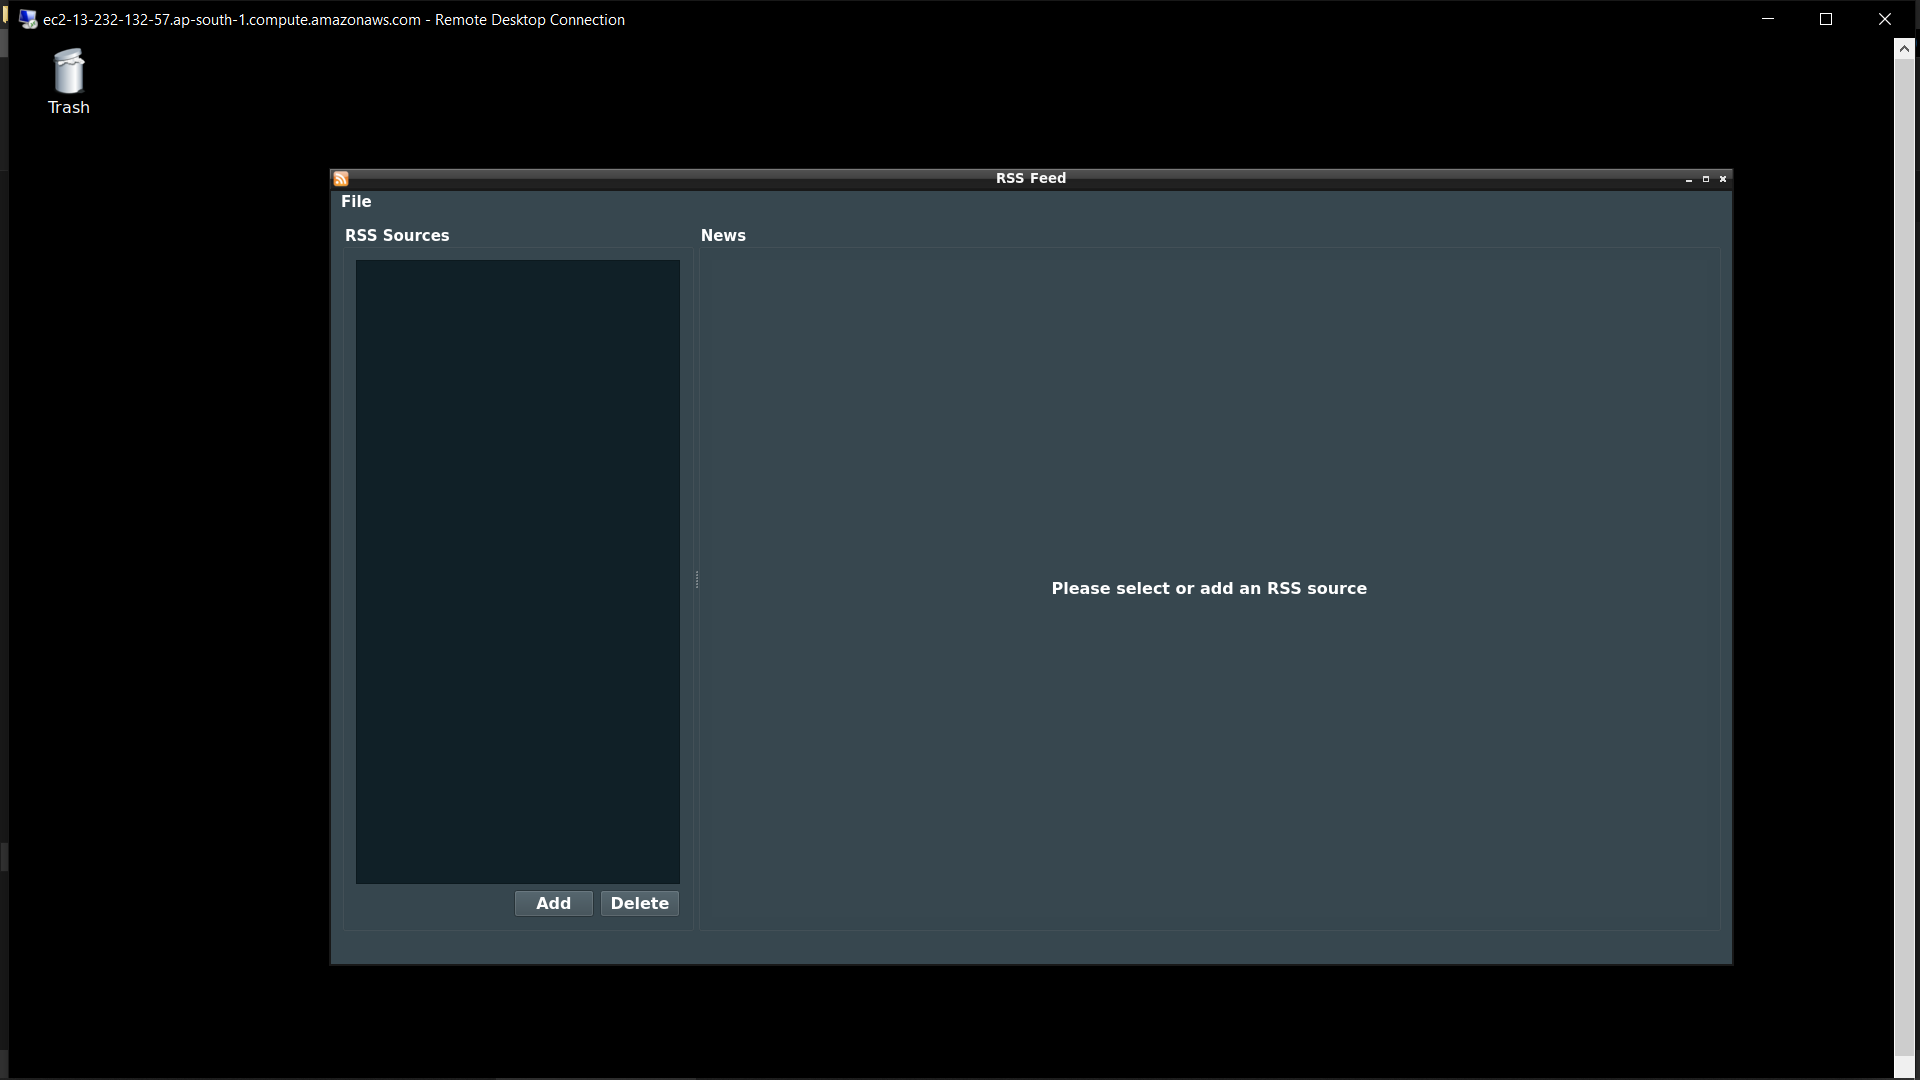 ec2-13-232-132-57.ap-south-1.compute.amazonaws.com - Remote Desktop Connection
Trash
RSS Feed
File
RSS Sources
News
Please select or add an RSS source
Add
Delete